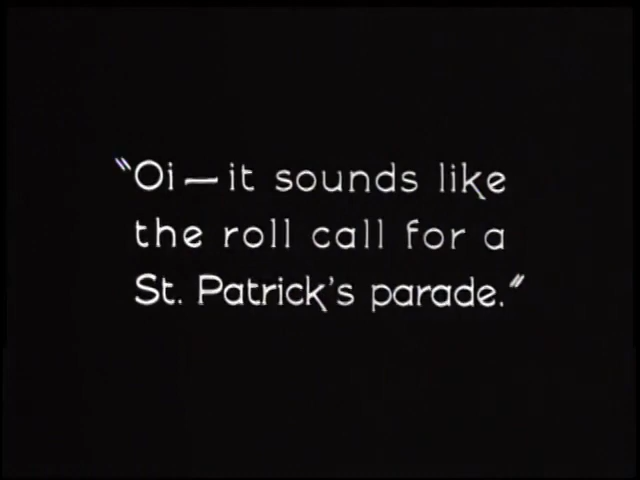 "Oi—it sounds like
the roll call for a
St. Patrick's parade."